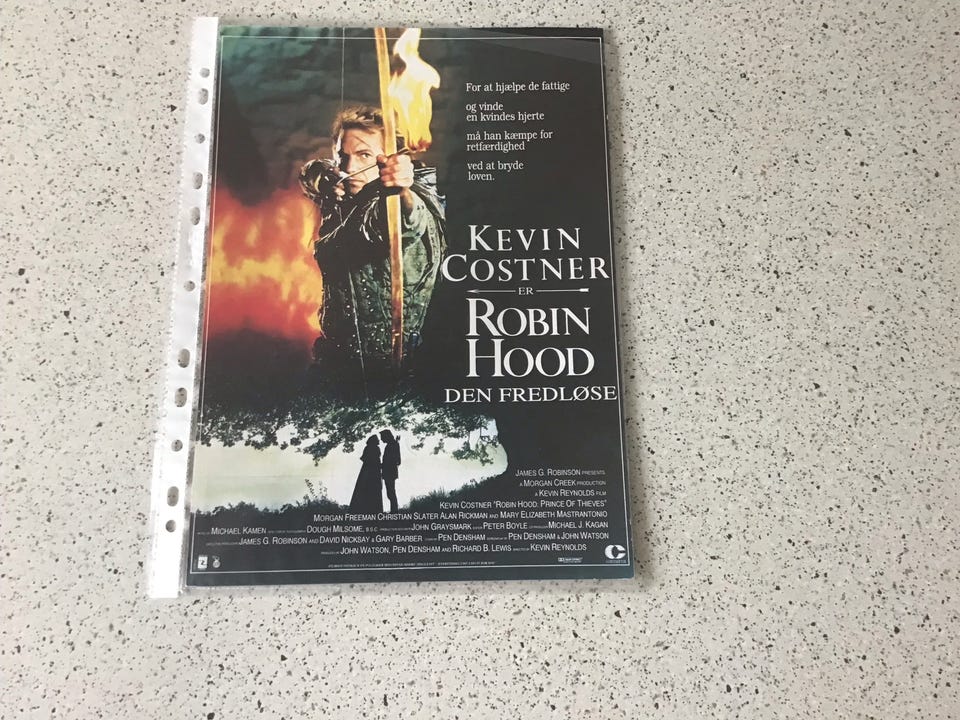 For at hjælpe de fattige
og vinde
en kvindes hjerte
må han kæmpe for
retfærdighed
ved at bryde
loven.
KEVIN
COSTNER
ER
ROBIN
HOOD
DEN FREDLØSE
JAMES G. ROBINSON PRESENTS
A MORGAN CREEK PRODUCTION
A KEVIN REYNOLDS FILM
KEVIN COSTNER "ROBIN HOOD: PRINCE OF THIEVES"
MORGAN FREEMAN CHRISTIAN SLATER ALAN RICKMAN AND MARY ELIZABETH MASTRANTONIO
MICHAEL KAMEN DOUGH MILSOME, B.S.C. JOHN GRAYSMARK PETER BOYLE MICHAEL J. KAGAN
JAMES G. ROBINSON AND DAVID NICKSAY & GARY BARBER PEN DENSHAM PEN DENSHAM & JOHN WATSON
JOHN WATSON, PEN DENSHAM AND RICHARD B. LEWIS KEVIN REYNOLDS